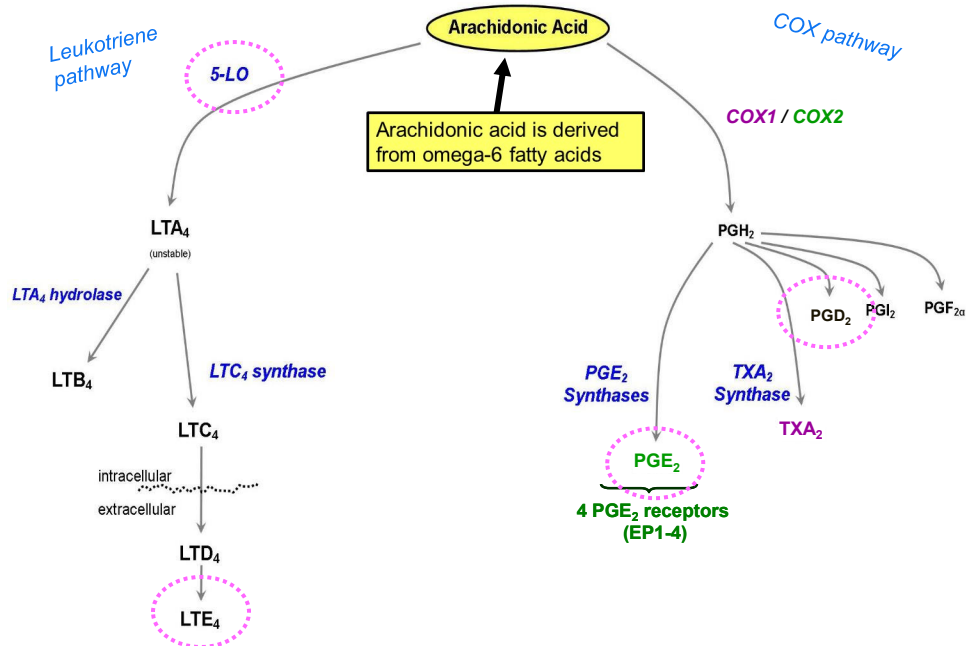 Arachidonic Acid
Leukotriene
pathway
COX pathway
5-LO
COX1 / COX2
Arachidonic acid is derived
from omega-6 fatty acids
LTA₄
(unstable)
PGH₂
LTA₄ hydrolase
PGD₂
PGI₂
PGF₂α
LTB₄
LTC₄ synthase
PGE₂
Synthases
TXA₂
Synthase
LTC₄
TXA₂
PGE₂
intracellular
extracellular
4 PGE₂ receptors
(EP1-4)
LTD₄
LTE₄